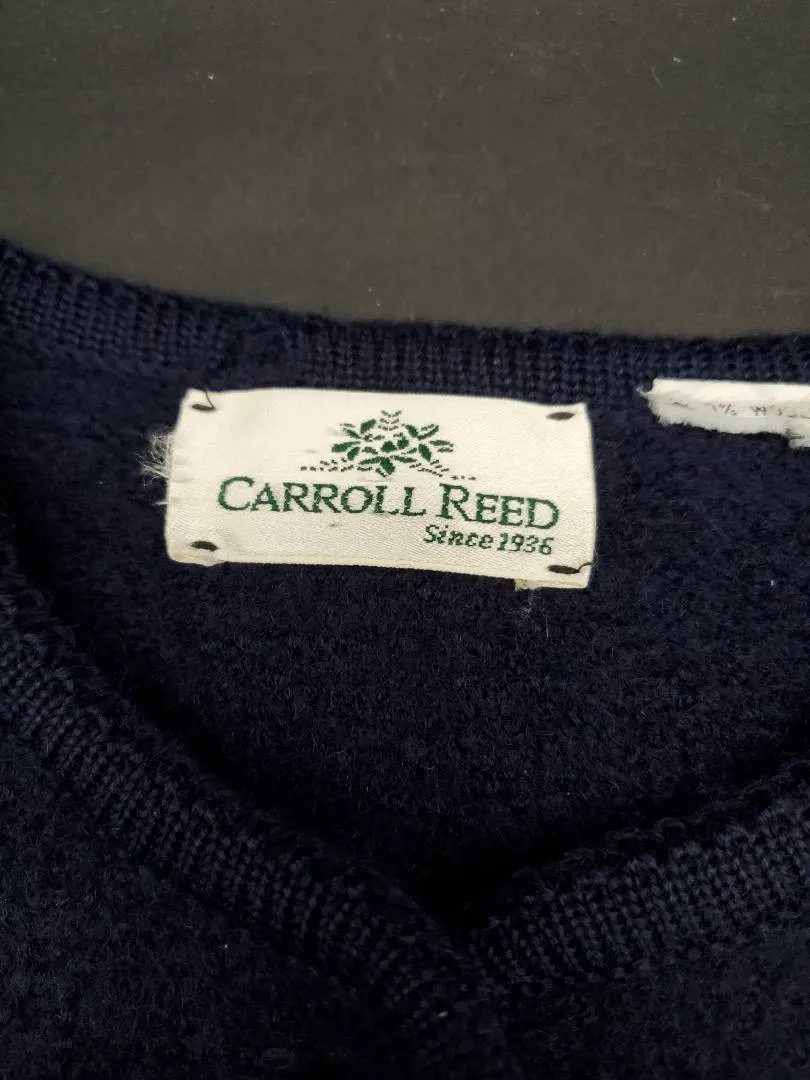 CARROLL REED
Since 1936